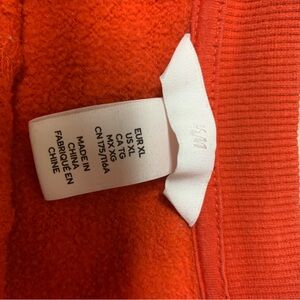 EUR XL
US XL
CA TG
MX XG
CN 175/116A
MADE IN
CHINA
FABRIQUÉ EN
CHINE